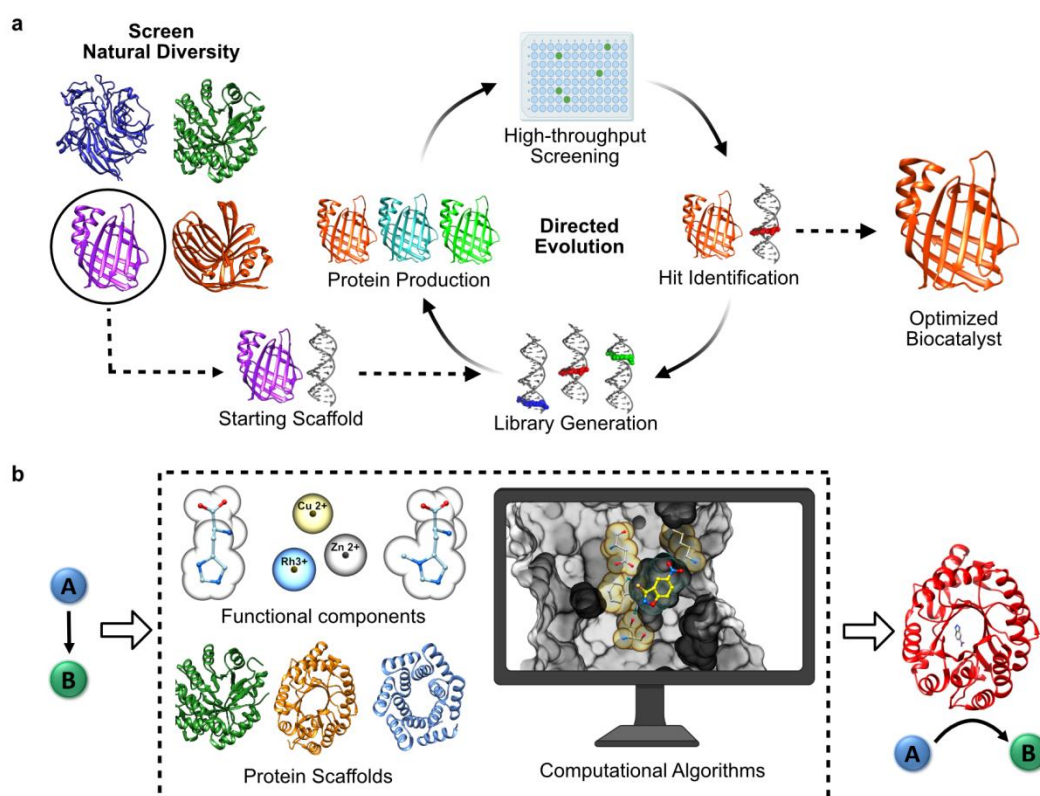 a
Screen
Natural Diversity
High-throughput
Screening
Directed
Evolution
Protein Production
Hit Identification
Optimized
Biocatalyst
Starting Scaffold
Library Generation
b
A
B
Cu 2+
Zn 2+
Rh3+
Functional components
Protein Scaffolds
Computational Algorithms
A
B